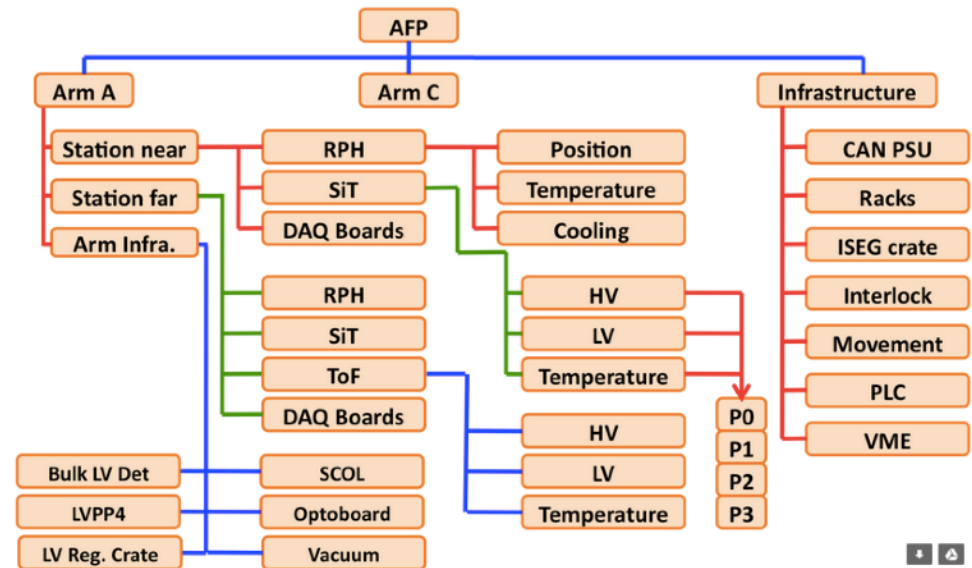 AFP
Arm A
Arm C
Infrastructure
Station near
RPH
Position
CAN PSU
Station far
SiT
Temperature
Racks
Arm Infra.
DAQ Boards
Cooling
ISEG crate
RPH
HV
Interlock
SiT
LV
Movement
ToF
Temperature
PLC
DAQ Boards
P0
HV
P1
VME
Bulk LV Det
SCOL
LV
P2
LVPP4
Optoboard
Temperature
P3
LV Reg. Crate
Vacuum